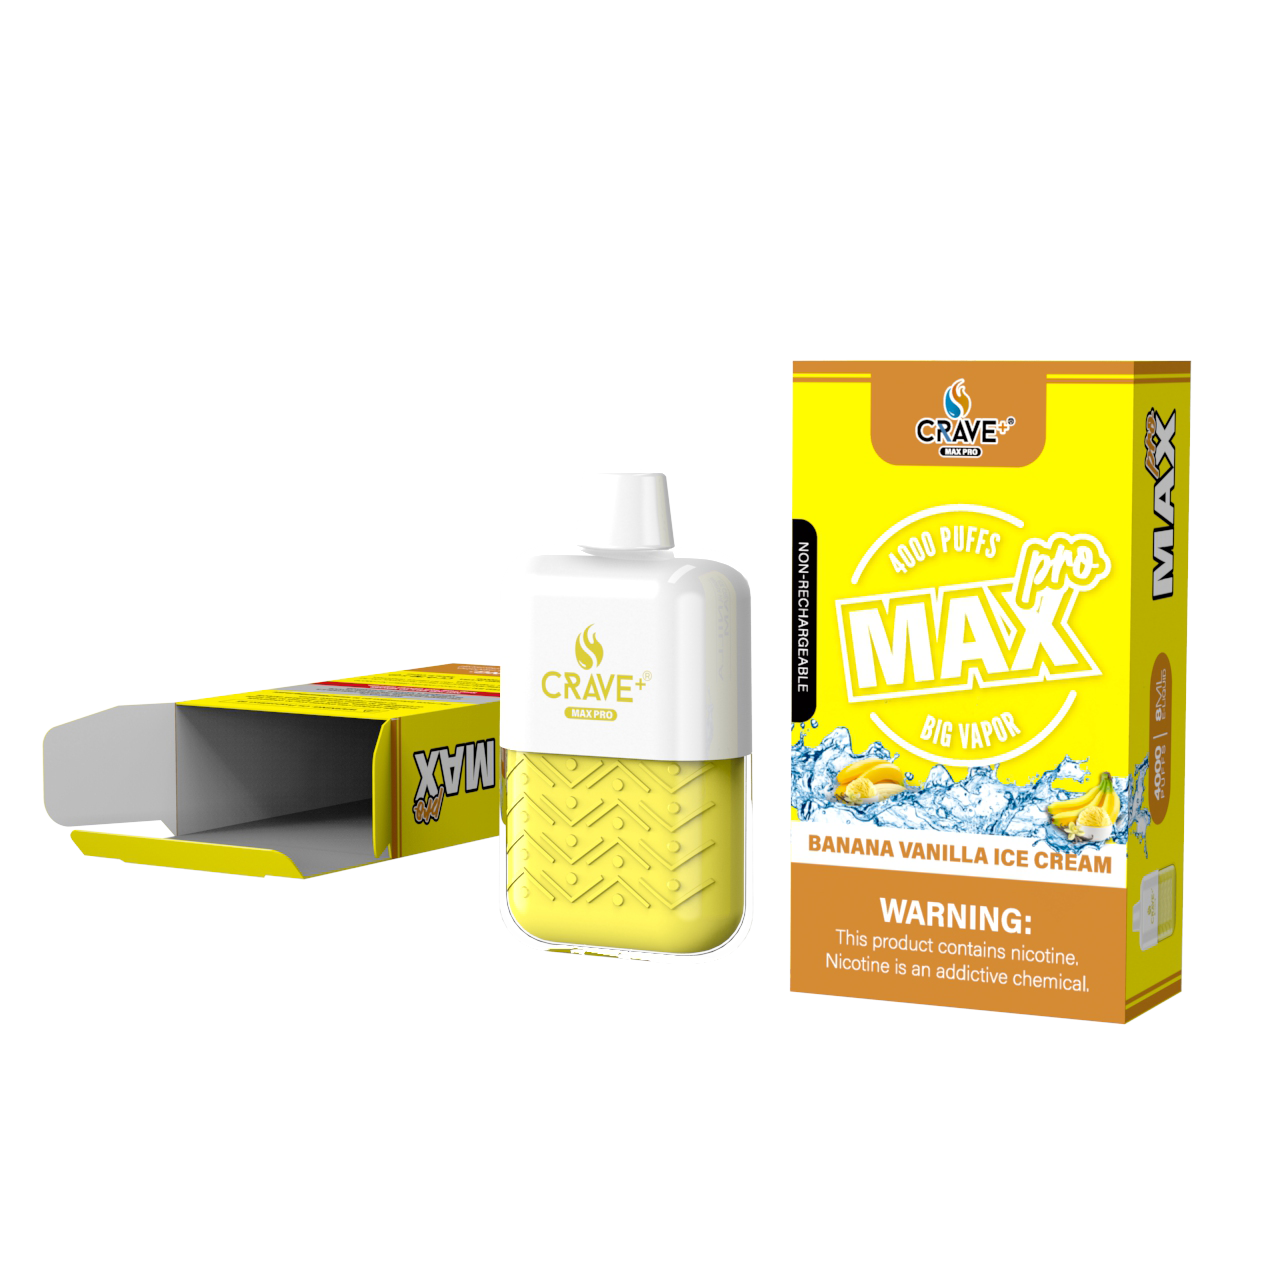 MAX
pro
CRAVE+®
MAX PRO
CRAVE+®
MAX PRO
NON-RECHARGEABLE
4000 PUFFS
MAX
pro
BIG VAPOR
BANANA VANILLA ICE CREAM
WARNING:
This product contains nicotine.
Nicotine is an addictive chemical.
MAX
pro
4000
PUFFS
8ML
E-LIQUID